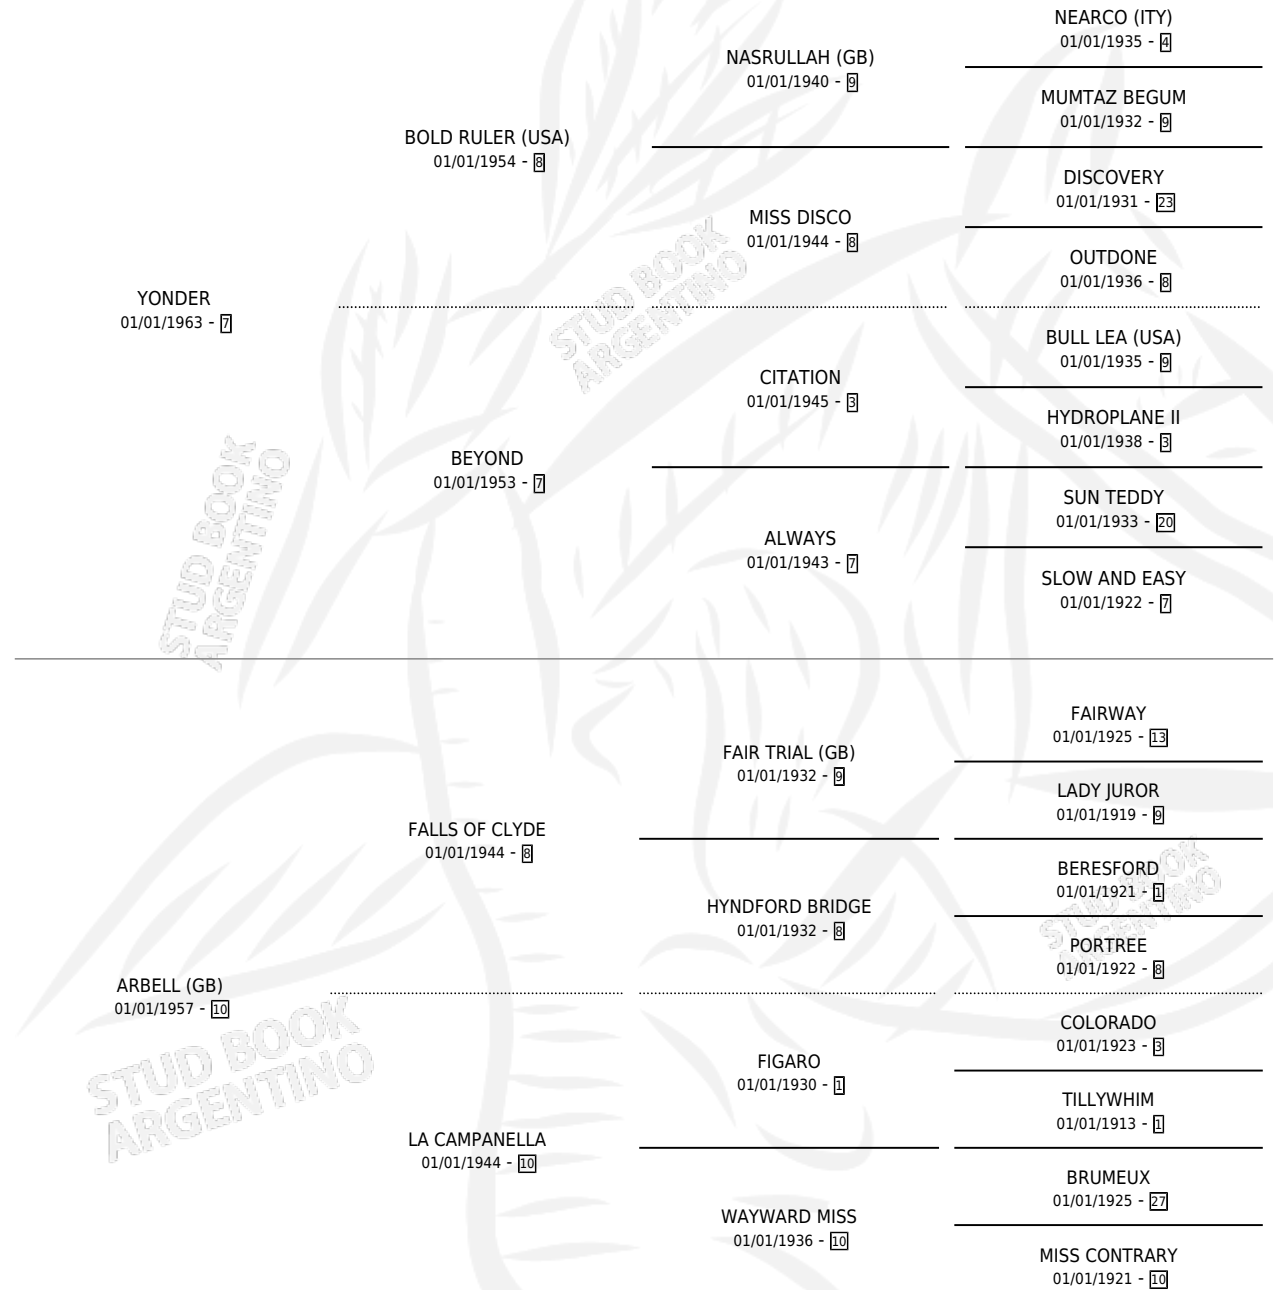 YONDER
01/01/1963 - 7
BOLD RULER (USA)
01/01/1954 - 8
BEYOND
01/01/1953 - 7
NASRULLAH (GB)
01/01/1940 - 9
MISS DISCO
01/01/1944 - 8
CITATION
01/01/1945 - 3
ALWAYS
01/01/1943 - 7
NEARCO (ITY)
01/01/1935 - 4
MUMTAZ BEGUM
01/01/1932 - 9
DISCOVERY
01/01/1931 - 23
OUTDONE
01/01/1936 - 8
BULL LEA (USA)
01/01/1935 - 9
HYDROPLANE II
01/01/1938 - 3
SUN TEDDY
01/01/1933 - 20
SLOW AND EASY
01/01/1922 - 7
ARBELL (GB)
01/01/1957 - 10
FALLS OF CLYDE
01/01/1944 - 8
LA CAMPANELLA
01/01/1944 - 10
FAIR TRIAL (GB)
01/01/1932 - 9
HYNDFORD BRIDGE
01/01/1932 - 8
FIGARO
01/01/1930 - 1
WAYWARD MISS
01/01/1936 - 10
FAIRWAY
01/01/1925 - 13
LADY JUROR
01/01/1919 - 9
BERESFORD
01/01/1921 - 1
PORTREE
01/01/1922 - 8
COLORADO
01/01/1923 - 3
TILLYWHIM
01/01/1913 - 1
BRUMEUX
01/01/1925 - 27
MISS CONTRARY
01/01/1921 - 10
STUD BOOK
ARGENTINO
STUD BOOK
ARGENTINO
STUD BOOK
ARGENTINO
STUD BOOK
ARGENTINO